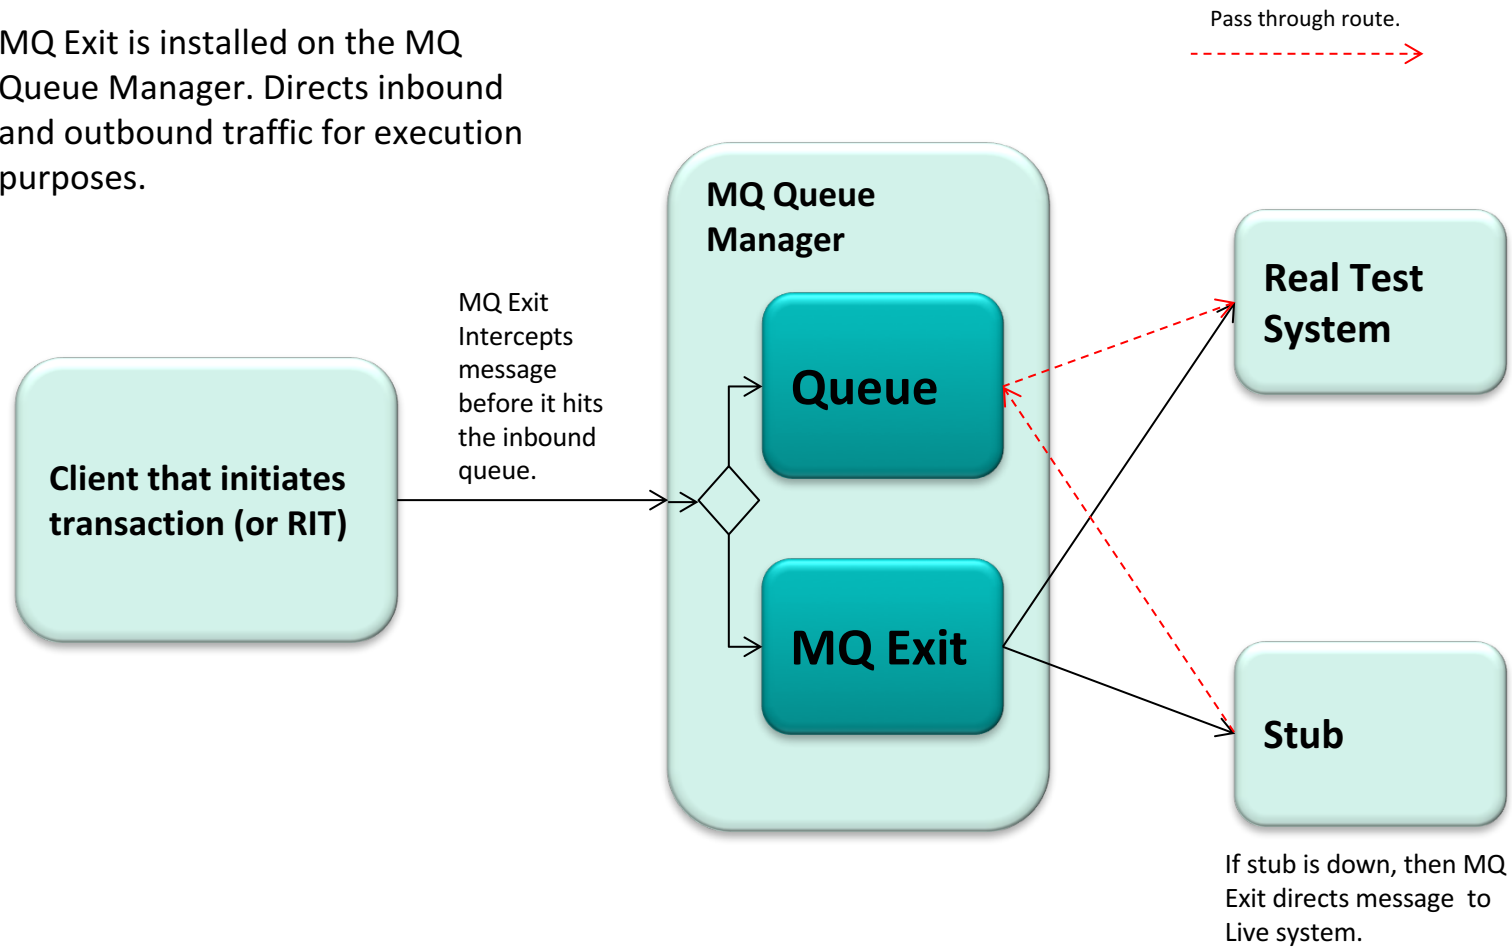 MQ Exit is installed on the MQ
Queue Manager. Directs inbound
and outbound traffic for execution
purposes.
Pass through route.
MQ Queue
Manager
MQ Exit
Intercepts
message
before it hits
the inbound
queue.
Client that initiates
transaction (or RIT)
Queue
MQ Exit
Real Test
System
Stub
If stub is down, then MQ
Exit directs message  to
Live system.